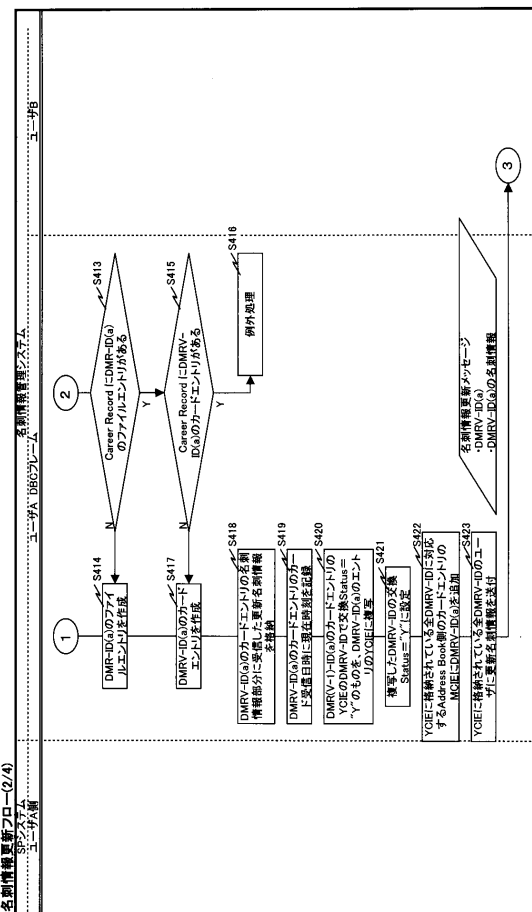 名刺情報更新フロー(2/4)
SPシステム
ユーザA側
名刺情報管理システム
ユーザA DBCフレーム
ユーザB
1
2
S413
Career RecordにDMR-ID(a)
のファイルエントリがある
N
Y
S414
DMR-ID(a)のファイ
ルエントリを作成
S415
Career RecordにDMRV-
ID(a)のカードエントリがある
N
Y
S416
例外処理
S417
DMRV-ID(a)のカード
エントリを作成
S418
DMRV-ID(a)のカードエントリの名刺
情報部分に受信した更新名刺情報
を格納
S419
DMRV-ID(a)のカードエントリのカー
ド受信日時に現在時刻を記録
S420
DMR(V-1)-ID(a)のカードエントリの
YCIEのDMRV-IDで交換Status=
"Y"のものを、DMRV-ID(a)のエント
リのYCIEに複写
S421
複写したDMRV-IDの交換
Status="Y"に設定
S422
YCIEに格納されている全DMRV-IDに対応
するAddress Book側のカードエントリの
MCIEにDMRV-ID(a)を追加
S423
YCIEに格納されている全DMRV-IDのユー
ザに更新名刺情報を送付
名刺情報更新メッセージ
・DMRV-ID(a)
・DMRV-ID(a)の名刺情報
3